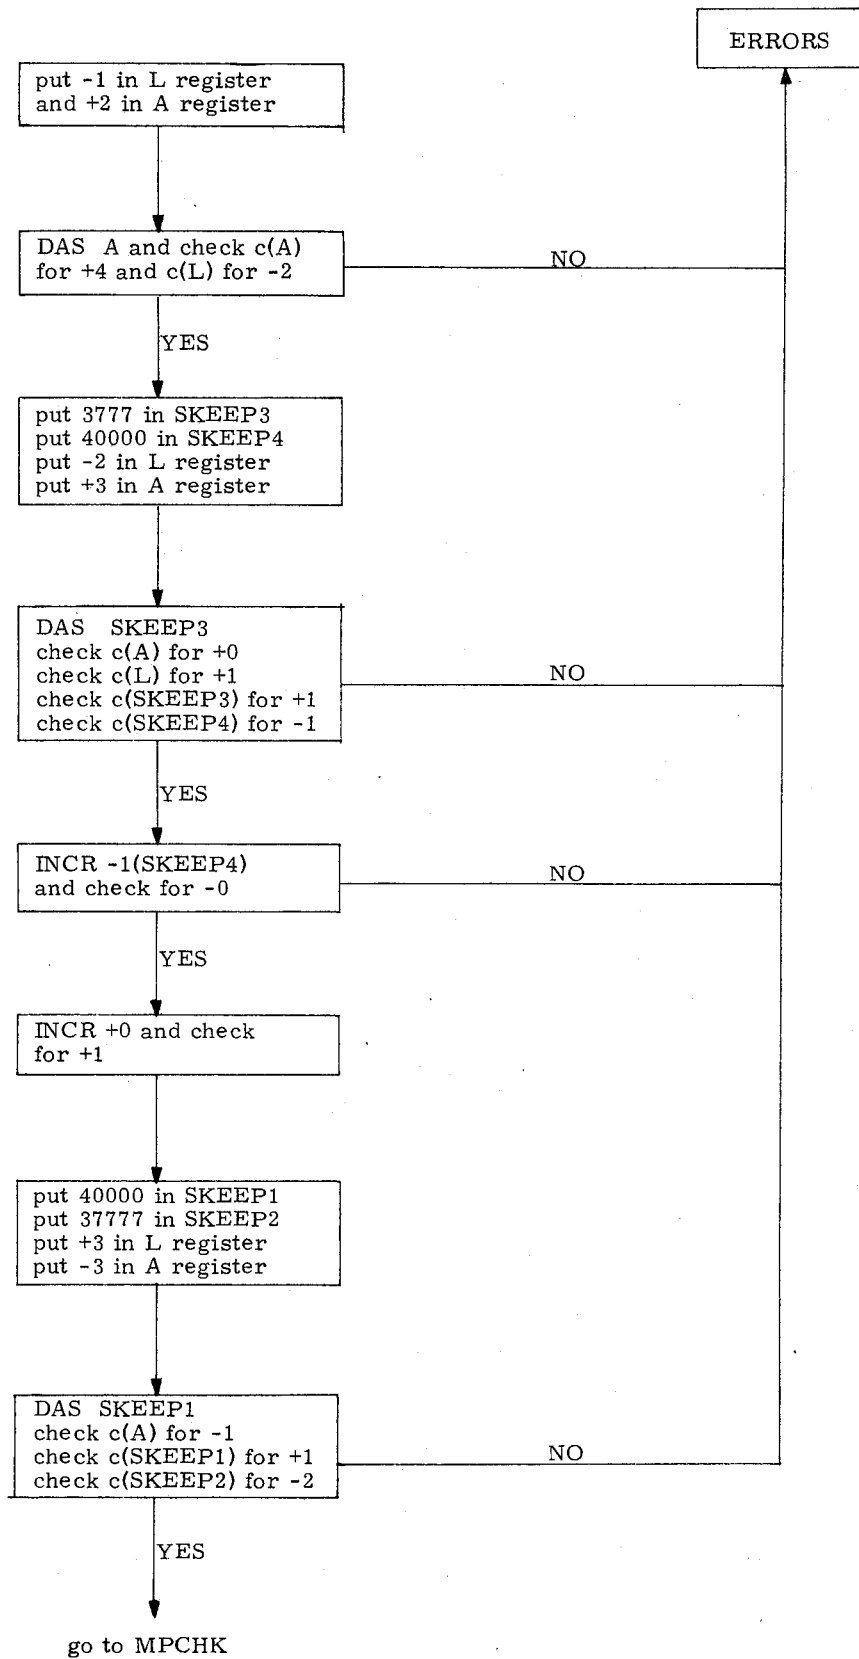 ERRORS
put -1 in L register
and +2 in A register
DAS A and check c(A)
for +4 and c(L) for -2
NO
YES
put 3777 in SKEEP3
put 40000 in SKEEP4
put -2 in L register
put +3 in A register
DAS SKEEP3
check c(A) for +0
check c(L) for +1
check c(SKEEP3) for +1
check c(SKEEP4) for -1
NO
YES
INCR -1(SKEEP4)
and check for -0
NO
YES
INCR +0 and check
for +1
put 40000 in SKEEP1
put 37777 in SKEEP2
put +3 in L register
put -3 in A register
DAS SKEEP1
check c(A) for -1
check c(SKEEP1) for +1
check c(SKEEP2) for -2
NO
YES
go to MPCHK